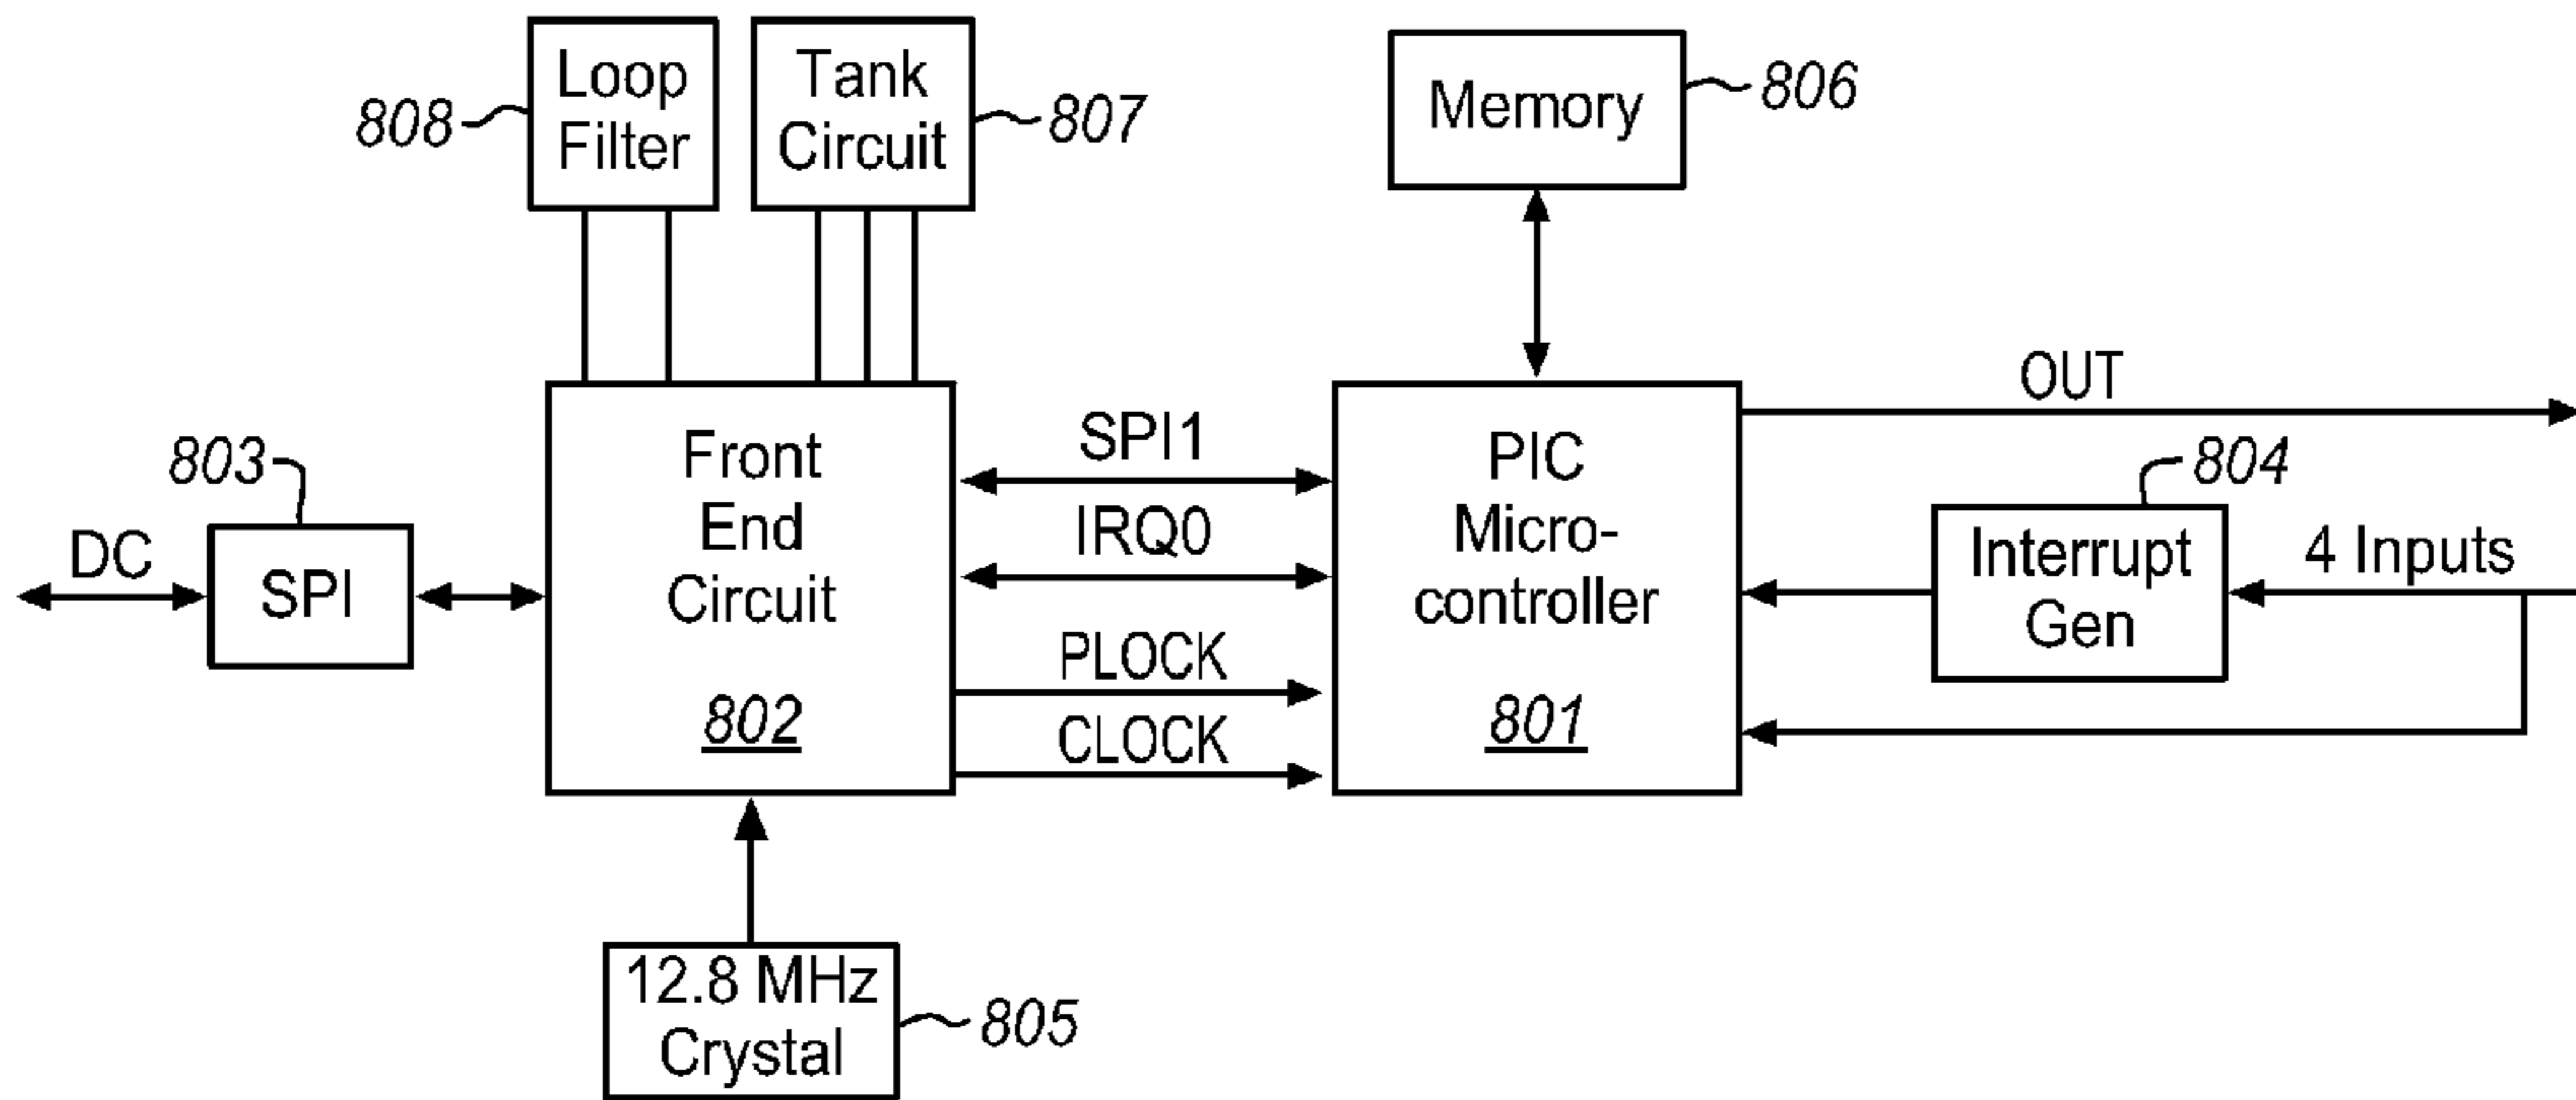 Loop
Filter
808
Tank
Circuit
807
Memory
806
OUT
803
DC
SPI
Front
End
Circuit
802
SPI1
IRQ0
PLOCK
CLOCK
PIC
Micro-
controller
801
804
Interrupt
Gen
4 Inputs
12.8 MHz
Crystal
805